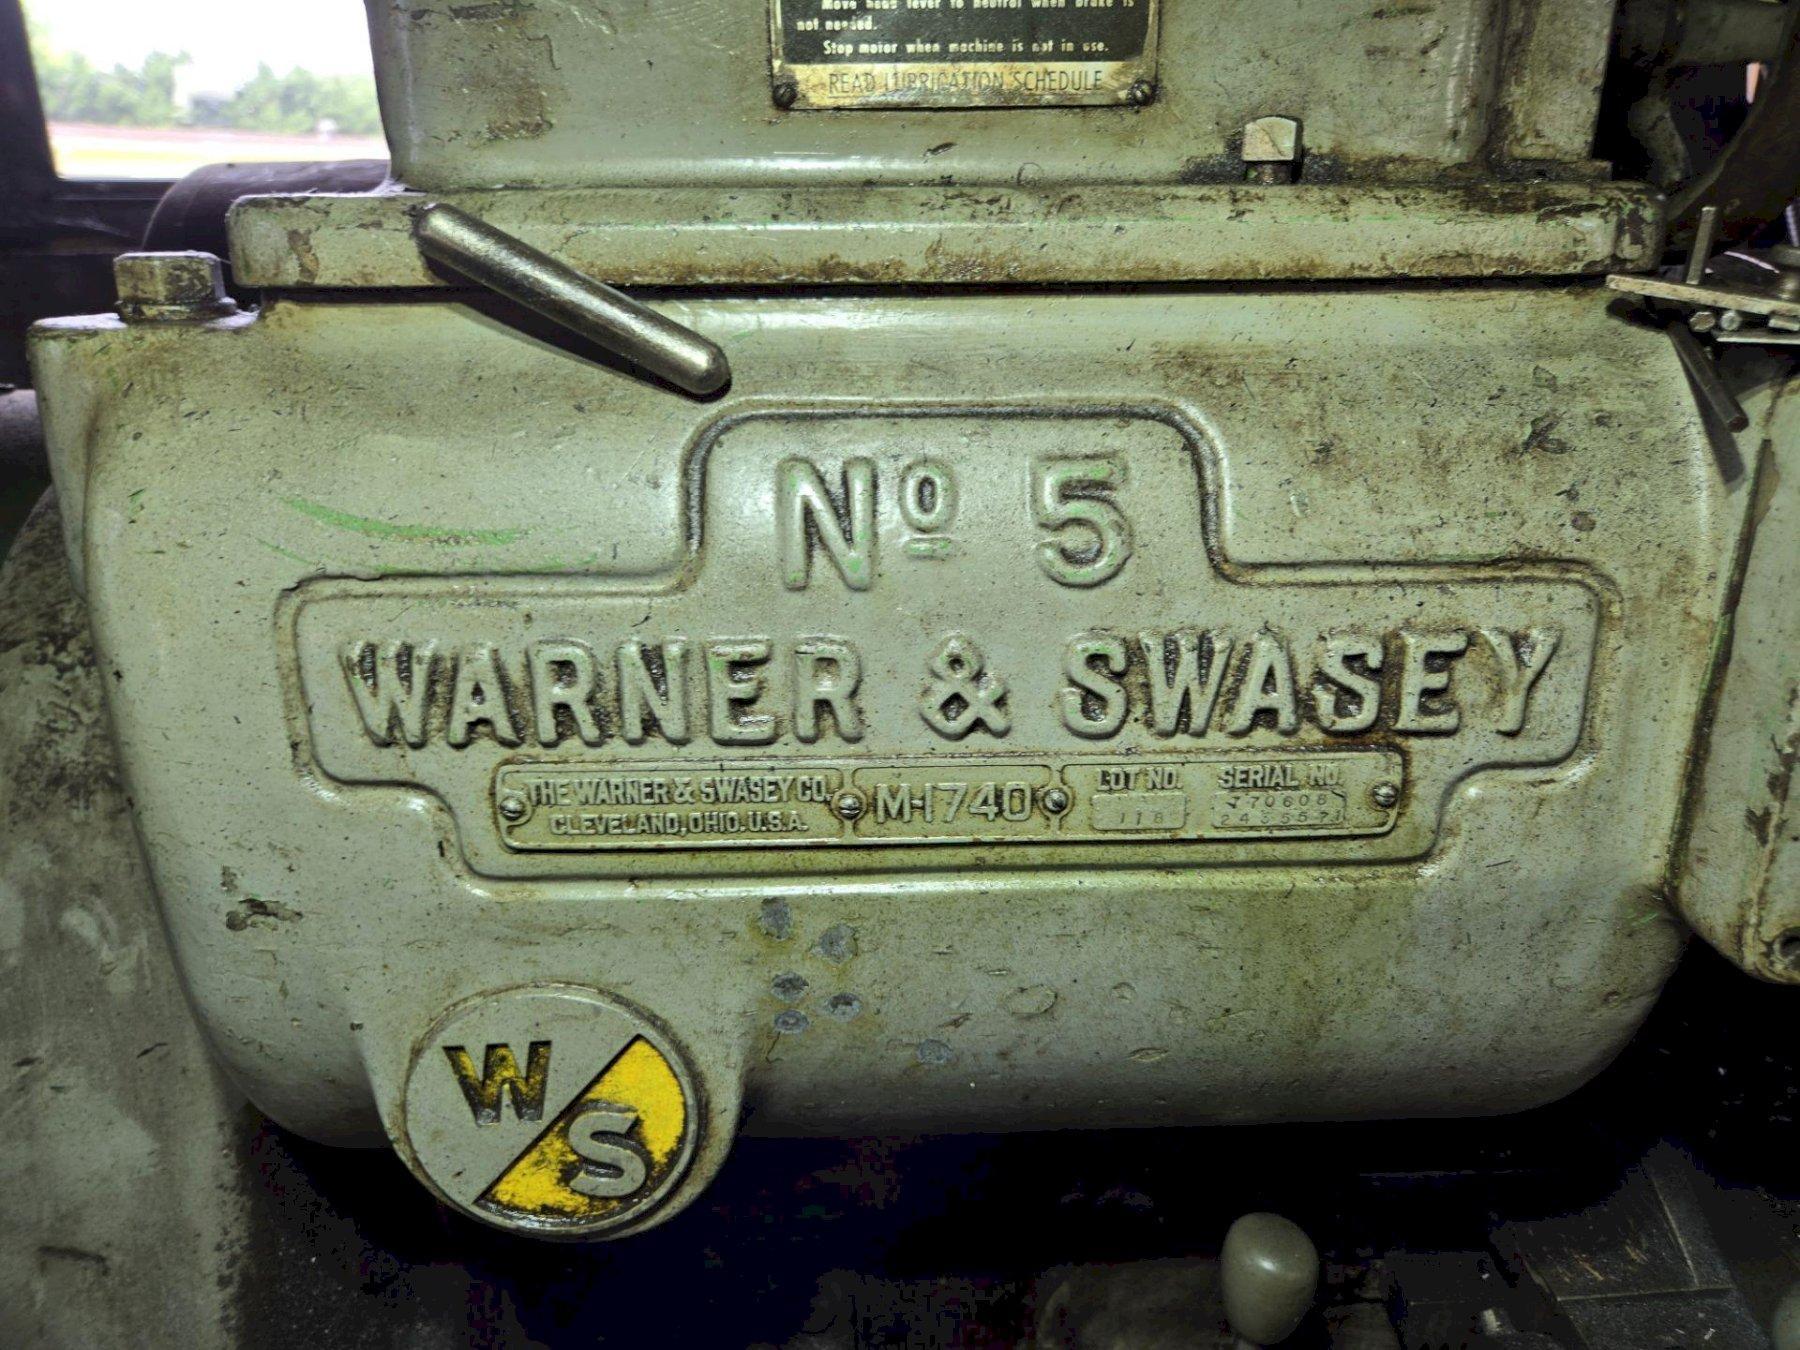 Move head lever to neutral when brake is
not needed.
Stop motor when machine is not in use.
READ LUBRICATION SCHEDULE
Nº 5
WARNER & SWASEY
THE WARNER & SWASEY CO.
CLEVELAND, OHIO. U.S.A.
M-1740
LOT NO.
118
SERIAL NO.
770608
W
S